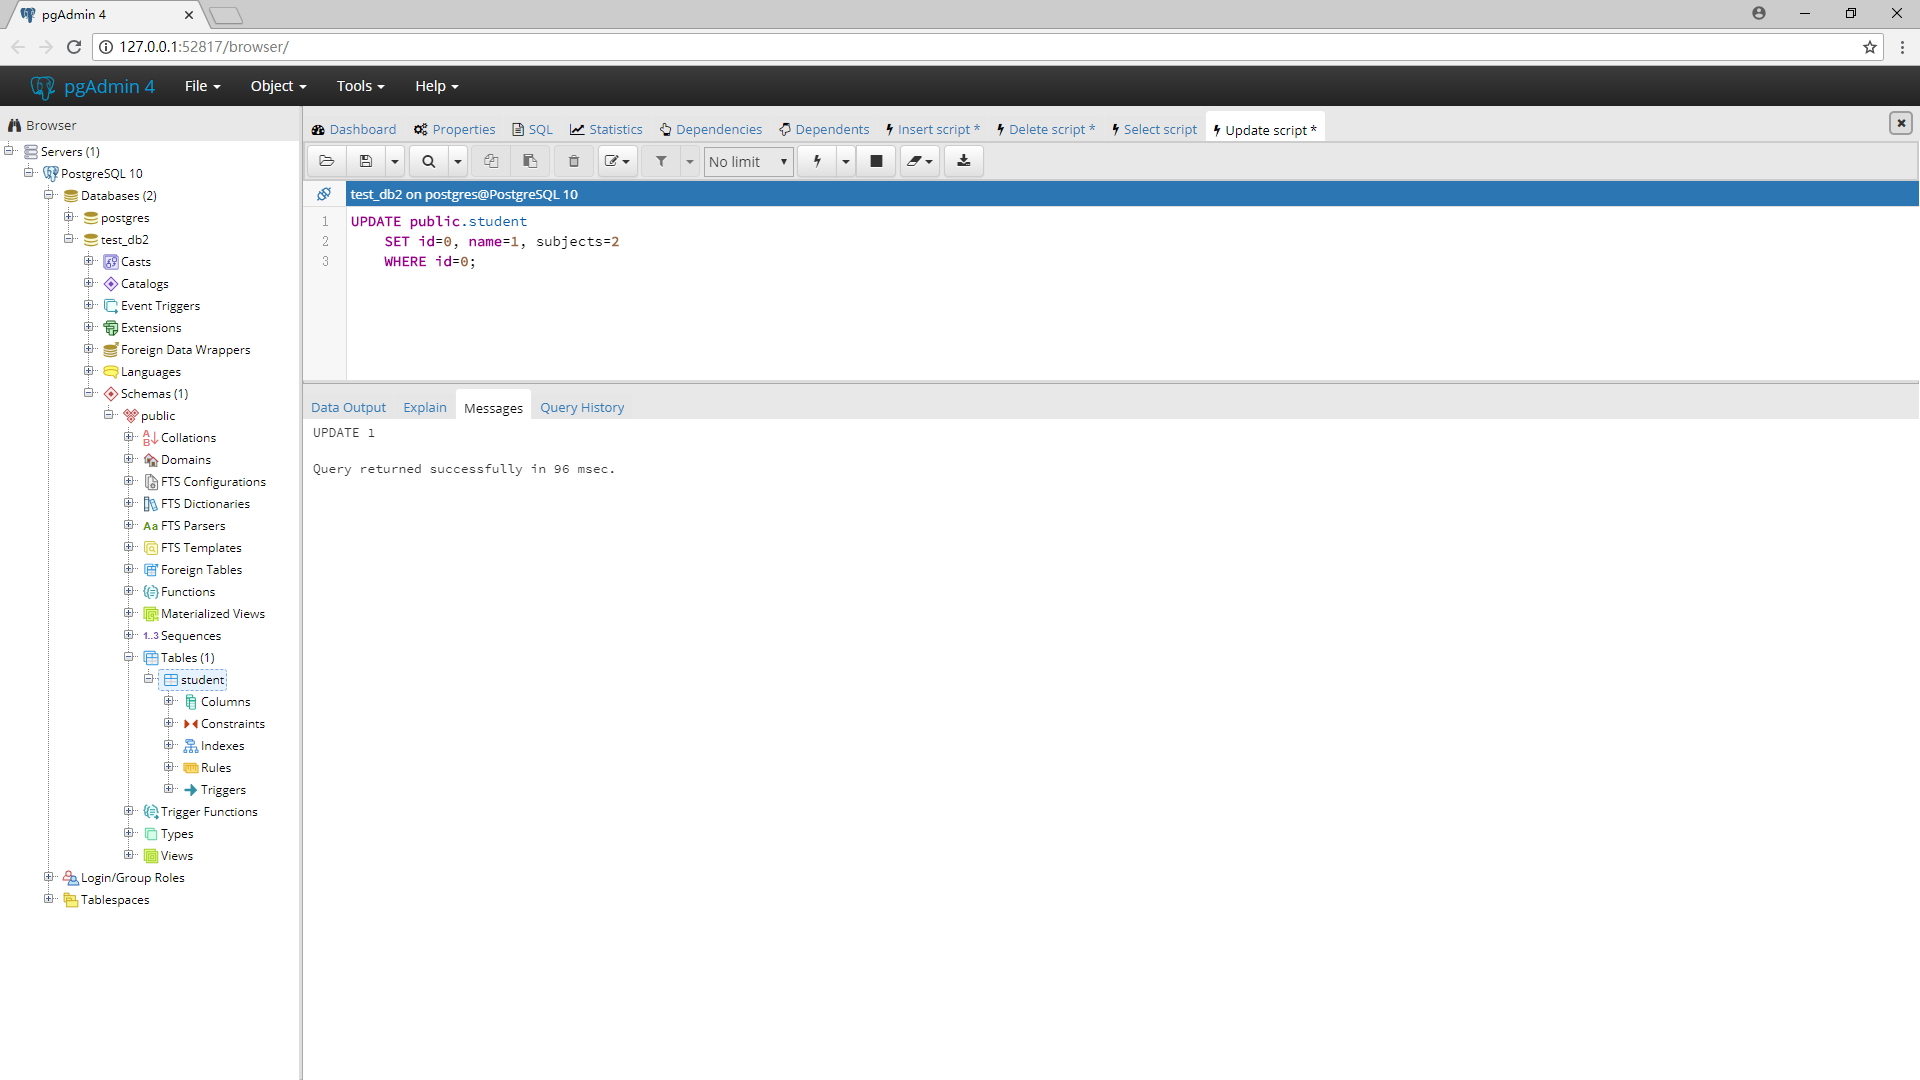 pgAdmin 4
127.0.0.1:52817/browser/
pgAdmin 4 File Object Tools Help
Browser
Servers (1)
PostgreSQL 10
Databases (2)
postgres
test_db2
Casts
Catalogs
Event Triggers
Extensions
Foreign Data Wrappers
Languages
Schemas (1)
public
Collations
Domains
FTS Configurations
FTS Dictionaries
Aa FTS Parsers
FTS Templates
Foreign Tables
Functions
Materialized Views
1..3 Sequences
Tables (1)
student
Columns
Constraints
Indexes
Rules
Triggers
Trigger Functions
Types
Views
Login/Group Roles
Tablespaces
Dashboard Properties SQL Statistics Dependencies Dependents Insert script * Delete script * Select script Update script *
No limit
test_db2 on postgres@PostgreSQL 10
1 UPDATE public.student
2 SET id=0, name=1, subjects=2
3 WHERE id=0;
Data Output Explain Messages Query History
UPDATE 1
Query returned successfully in 96 msec.